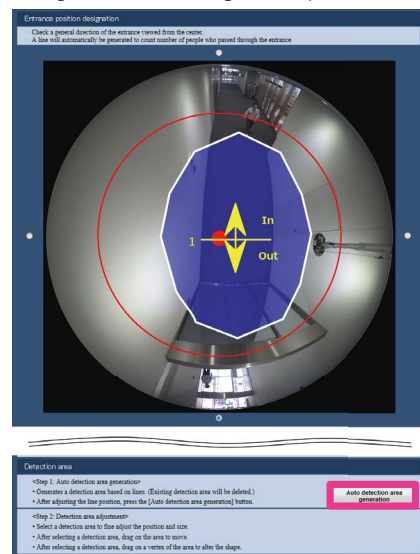 Entrance position designation
Check a general direction of the entrance viewed from the center.
A line will automatically be generated to count number of people who passed through the entrance.
In
1
Out
Detection area
<Step 1: Auto detection area generation>
• Generates a detection area based on lines. (Existing detection area will be deleted.)
• After adjusting the line position, press the [Auto detection area generation] button.
Auto detection area
generation
<Step 2: Detection area adjustment>
• Select a detection area to fine adjust the position and size.
• After selecting a detection area, drag on the area to move.
• After selecting a detection area, drag on a vertex of the area to alter the shape.